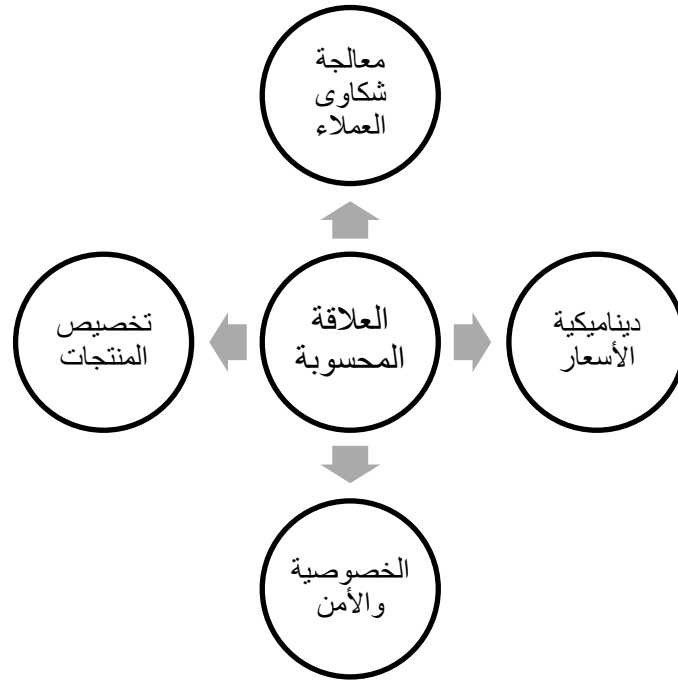 معالجة
شكاوى
العملاء
ديناميكية
الأسعار
العلاقة
المحسوبة
تخصيص
المنتجات
الخصوصية
والأمن